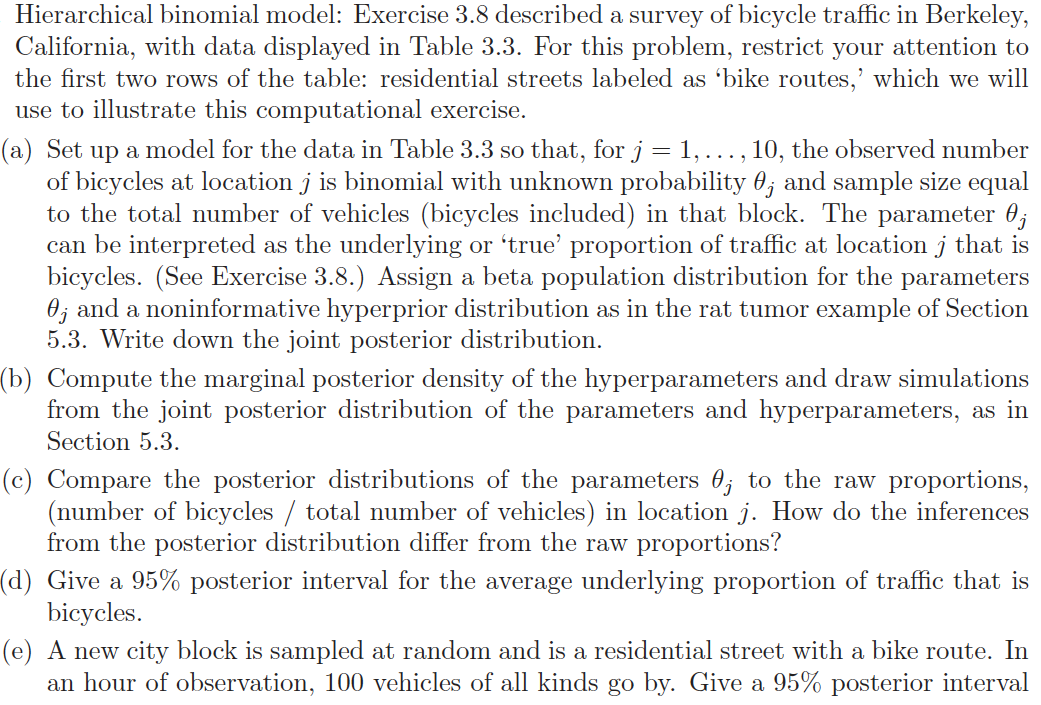 Hierarchical binomial model: Exercise 3.8 described a survey of bicycle traffic in Berkeley,
California, with data displayed in Table 3.3. For this problem, restrict your attention to
the first two rows of the table: residential streets labeled as ‘bike routes,’ which we will
use to illustrate this computational exercise.
(a) Set up a model for the data in Table 3.3 so that, for j = 1, . . . , 10, the observed number
of bicycles at location j is binomial with unknown probability θj and sample size equal
to the total number of vehicles (bicycles included) in that block. The parameter θj
can be interpreted as the underlying or ‘true’ proportion of traffic at location j that is
bicycles. (See Exercise 3.8.) Assign a beta population distribution for the parameters
θj and a noninformative hyperprior distribution as in the rat tumor example of Section
5.3. Write down the joint posterior distribution.
(b) Compute the marginal posterior density of the hyperparameters and draw simulations
from the joint posterior distribution of the parameters and hyperparameters, as in
Section 5.3.
(c) Compare the posterior distributions of the parameters θj to the raw proportions,
(number of bicycles / total number of vehicles) in location j. How do the inferences
from the posterior distribution differ from the raw proportions?
(d) Give a 95% posterior interval for the average underlying proportion of traffic that is
bicycles.
(e) A new city block is sampled at random and is a residential street with a bike route. In
an hour of observation, 100 vehicles of all kinds go by. Give a 95% posterior interval